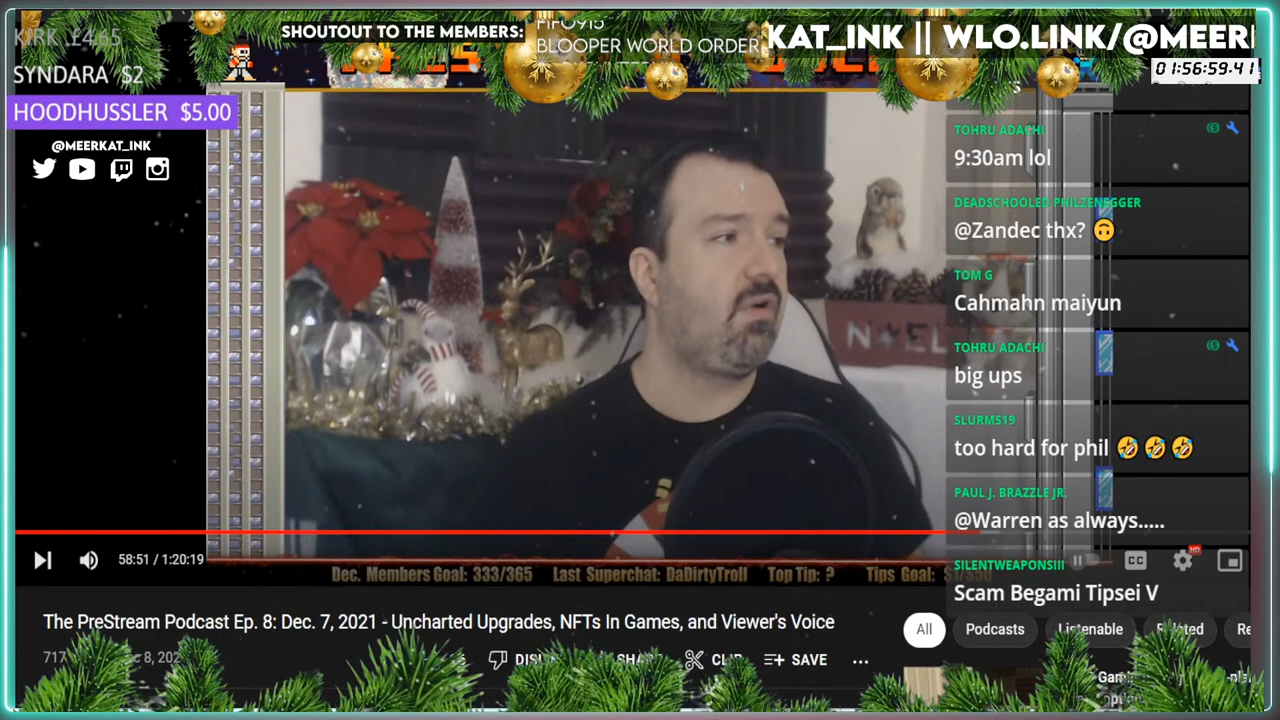 KIRK £4.65
SYNDARA $2
HOODHUSSLER $5.00
@MEERKAT_INK
SHOUTOUT TO THE MEMBERS:
BLOOPER WORLD ORDER
KAT_INK || WLO.LINK/@MEER
01:56:59.41
TOHRU ADACHI
9:30am lol
DEADSCHOOLED PHILZENEGGER
@Zandec thx? 🙃
TOM G
Cahmahn maiyun
TOHRU ADACHI
big ups
SLURMS19
too hard for phil 🤣 🤣 🤣
PAUL J. BRAZZLE JR.
@Warren as always.....
SILENTWEAPONSIII
Scam Begami Tipsei V
N★EL
58:51 / 1:20:19
CC
HD
Dec. Members Goal: 333/365 Last Superchat: DaDirtyTroll Top Tip: ? Tips Goal:
The PreStream Podcast Ep. 8: Dec. 7, 2021 - Uncharted Upgrades, NFTs In Games, and Viewer's Voice
All
Podcasts
Listenable
Re
717
SAVE